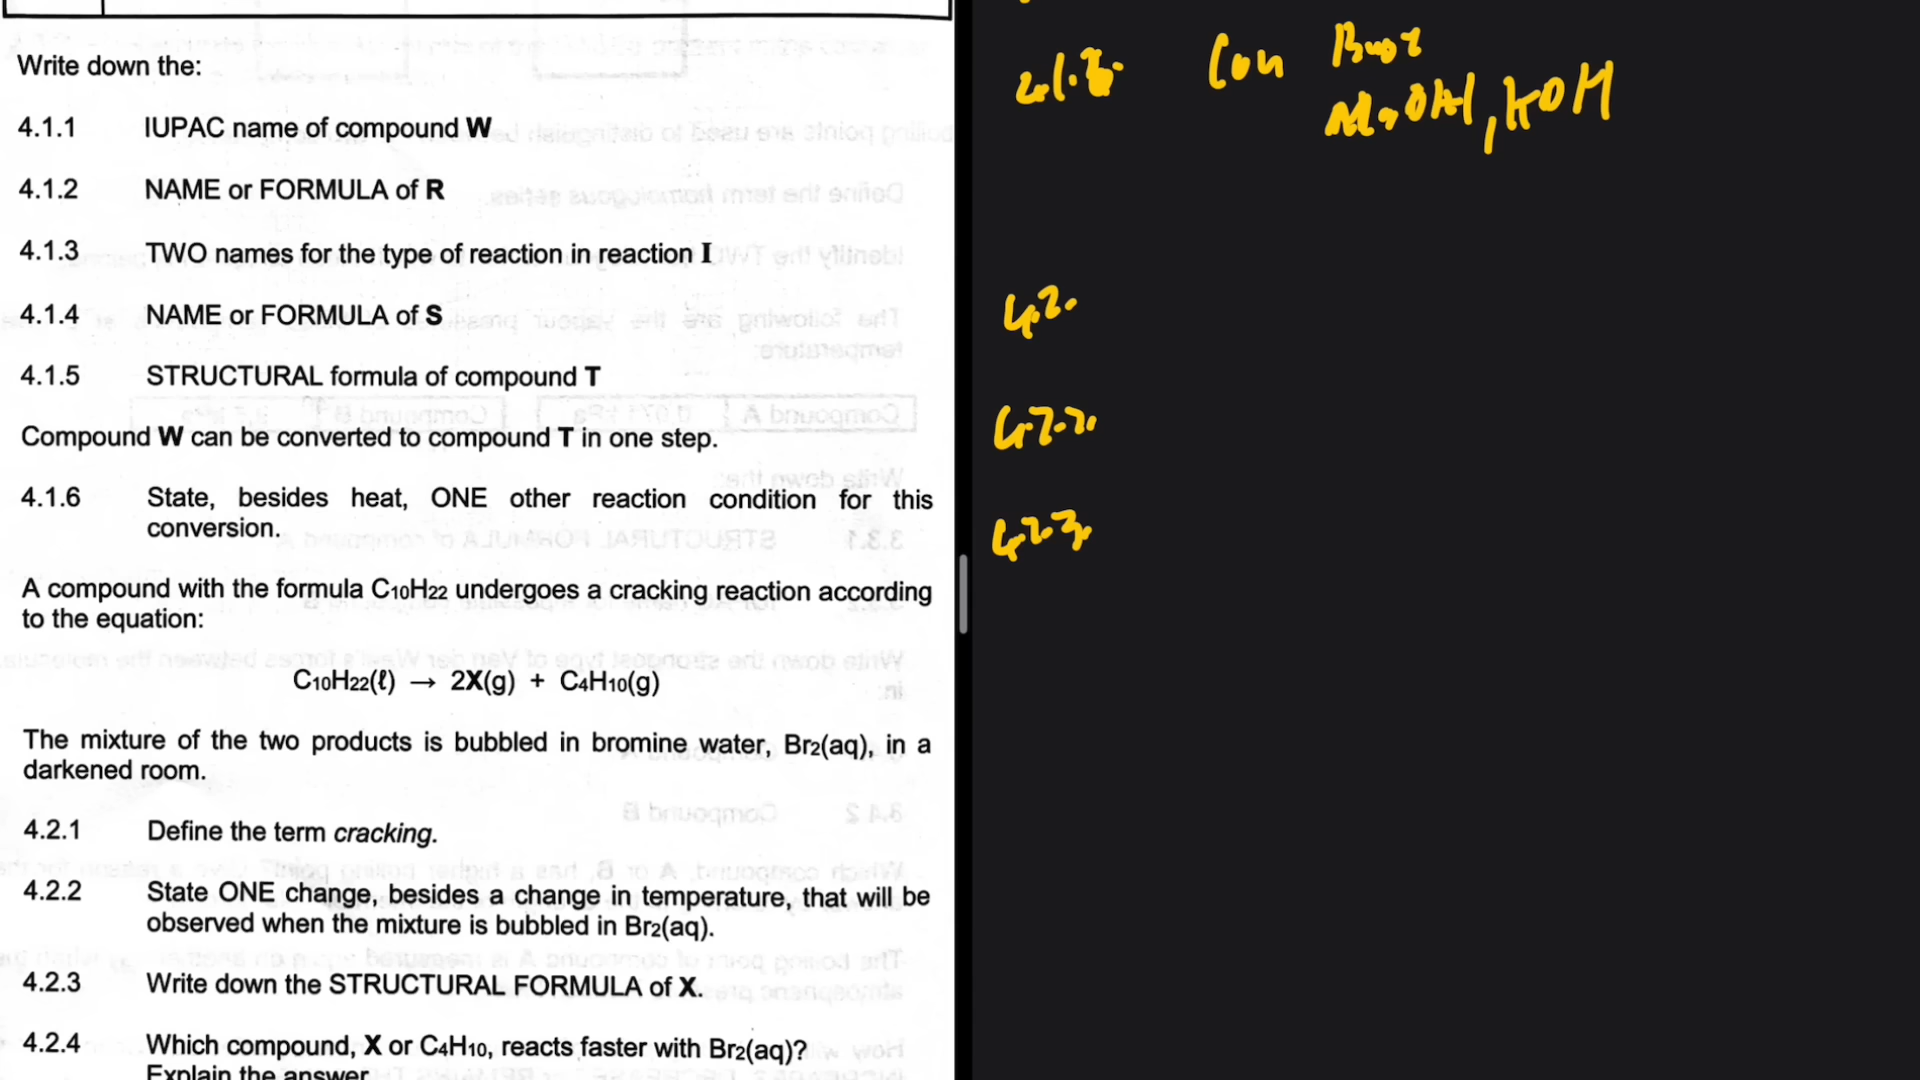 Write down the:
4.1.1 IUPAC name of compound W
4.1.2 NAME or FORMULA of R
4.1.3 TWO names for the type of reaction in reaction I
4.1.4 NAME or FORMULA of S
4.1.5 STRUCTURAL formula of compound T
Compound W can be converted to compound T in one step.
4.1.6 State, besides heat, ONE other reaction condition for this
conversion.
A compound with the formula C10H22 undergoes a cracking reaction according
to the equation:
C10H22(ℓ) → 2X(g) + C4H10(g)
The mixture of the two products is bubbled in bromine water, Br2(aq), in a
darkened room.
4.2.1 Define the term cracking.
4.2.2 State ONE change, besides a change in temperature, that will be
observed when the mixture is bubbled in Br2(aq).
4.2.3 Write down the STRUCTURAL FORMULA of X.
4.2.4 Which compound, X or C4H10, reacts faster with Br2(aq)?
Explain the answer.
Con
KOH
4.2.
4.2.2.
4.2.3.